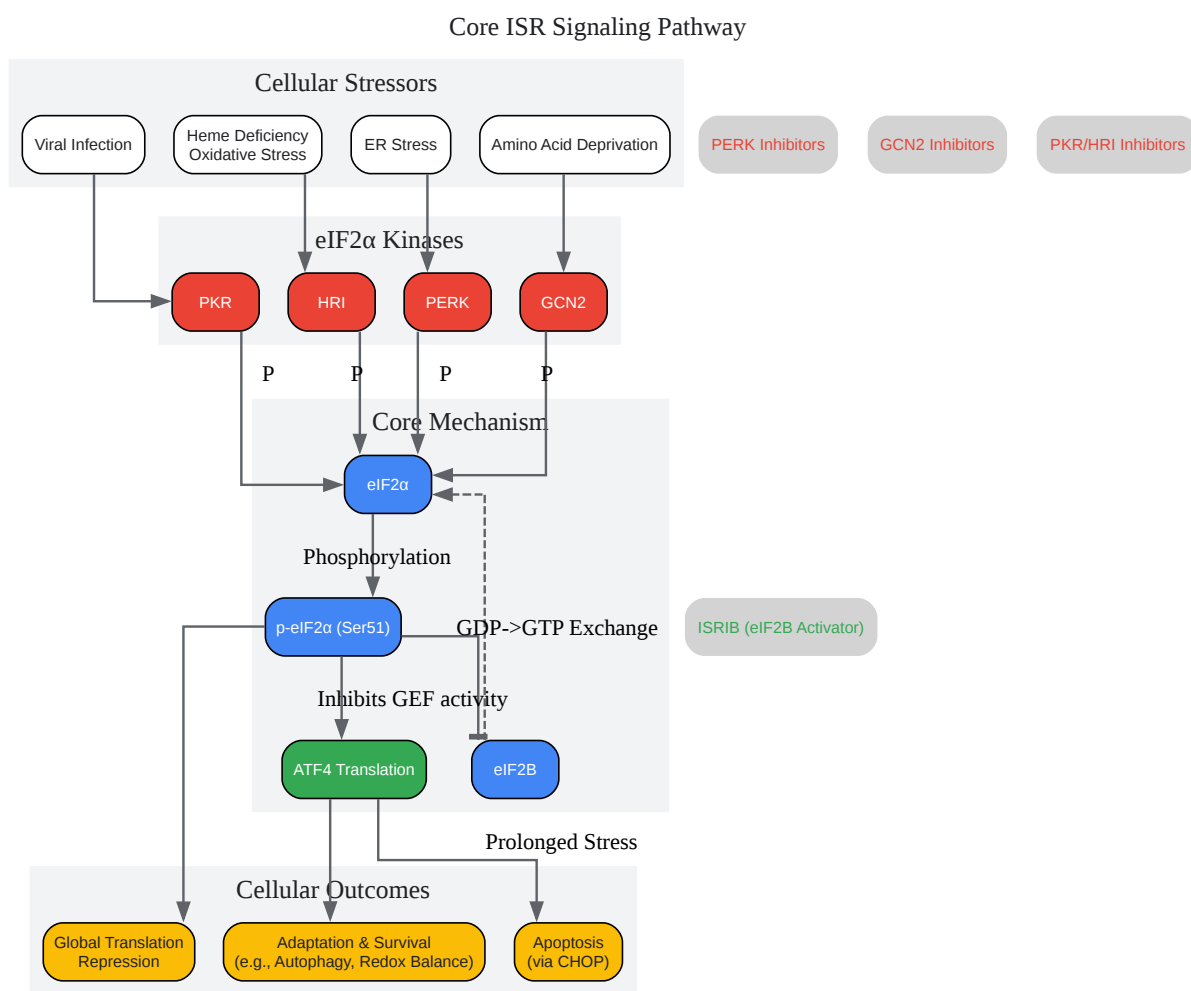 Core ISR Signaling Pathway
Cellular Stressors
Viral Infection
Heme Deficiency
Oxidative Stress
ER Stress
Amino Acid Deprivation
PERK Inhibitors
GCN2 Inhibitors
PKR/HRI Inhibitors
eIF2α Kinases
PKR
HRI
PERK
GCN2
P
P
P
P
Core Mechanism
eIF2α
Phosphorylation
p-eIF2α (Ser51)
GDP->GTP Exchange
ISRIB (eIF2B Activator)
Inhibits GEF activity
ATF4 Translation
eIF2B
Prolonged Stress
Cellular Outcomes
Global Translation
Repression
Adaptation & Survival
(e.g., Autophagy, Redox Balance)
Apoptosis
(via CHOP)